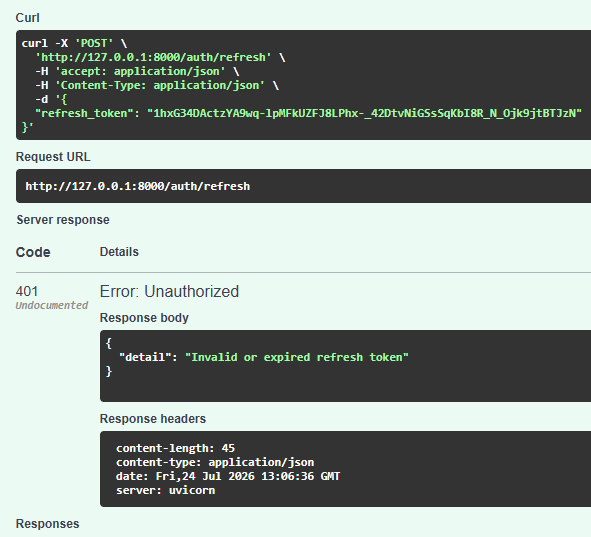 Curl
curl -X 'POST' \
  'http://127.0.0.1:8000/auth/refresh' \
  -H 'accept: application/json' \
  -H 'Content-Type: application/json' \
  -d '{
  "refresh_token": "1hxG34DActzYA9wq-lpMFkUZFJ8LPhx-_42DtvNiGSsSqKbI8R_N_Ojk9jtBTJzN"
}'
Request URL
http://127.0.0.1:8000/auth/refresh
Server response
Code Details
401 Error: Unauthorized
Undocumented
Response body
{
  "detail": "Invalid or expired refresh token"
}
Response headers
content-length: 45
content-type: application/json
date: Fri,24 Jul 2026 13:06:36 GMT
server: uvicorn
Responses